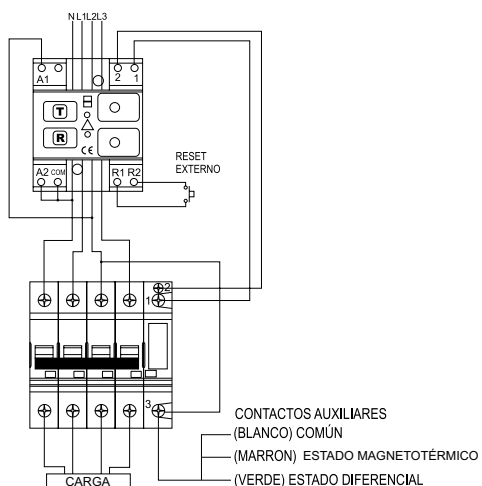 N L1 L2 L3
A1
2 1
T
R
CE
A2 COM
R1 R2
RESET
EXTERNO
2
1
3
CONTACTOS AUXILIARES
(BLANCO) COMÚN
(MARRON) ESTADO MAGNETOTÉRMICO
(VERDE) ESTADO DIFERENCIAL
CARGA